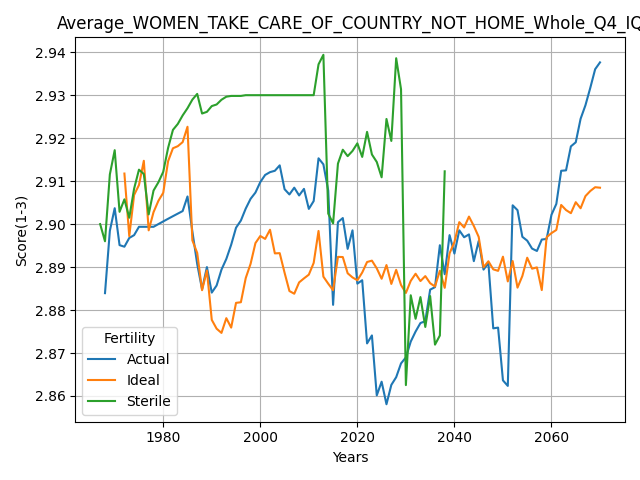 Average_WOMEN_TAKE_CARE_OF_COUNTRY_NOT_HOME_Whole_Q4_IQ
2.94
2.93
2.92
2.91
2.90
2.89
2.88
2.87
2.86
Score(1-3)
Fertility
Actual
Ideal
Sterile
1980
2000
2020
2040
2060
Years